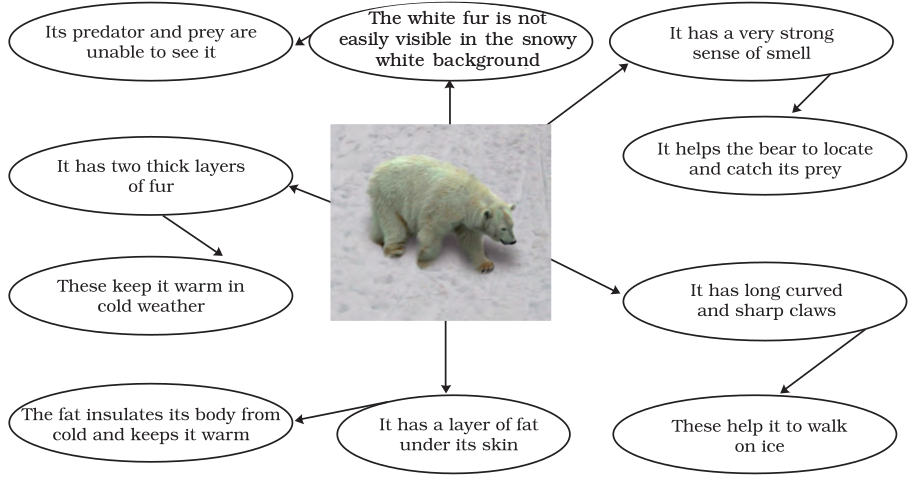 Its predator and prey are
unable to see it
The white fur is not
easily visible in the snowy
white background
It has a very strong
sense of smell
It helps the bear to locate
and catch its prey
It has two thick layers
of fur
These keep it warm in
cold weather
It has long curved
and sharp claws
The fat insulates its body from
cold and keeps it warm
It has a layer of fat
under its skin
These help it to walk
on ice